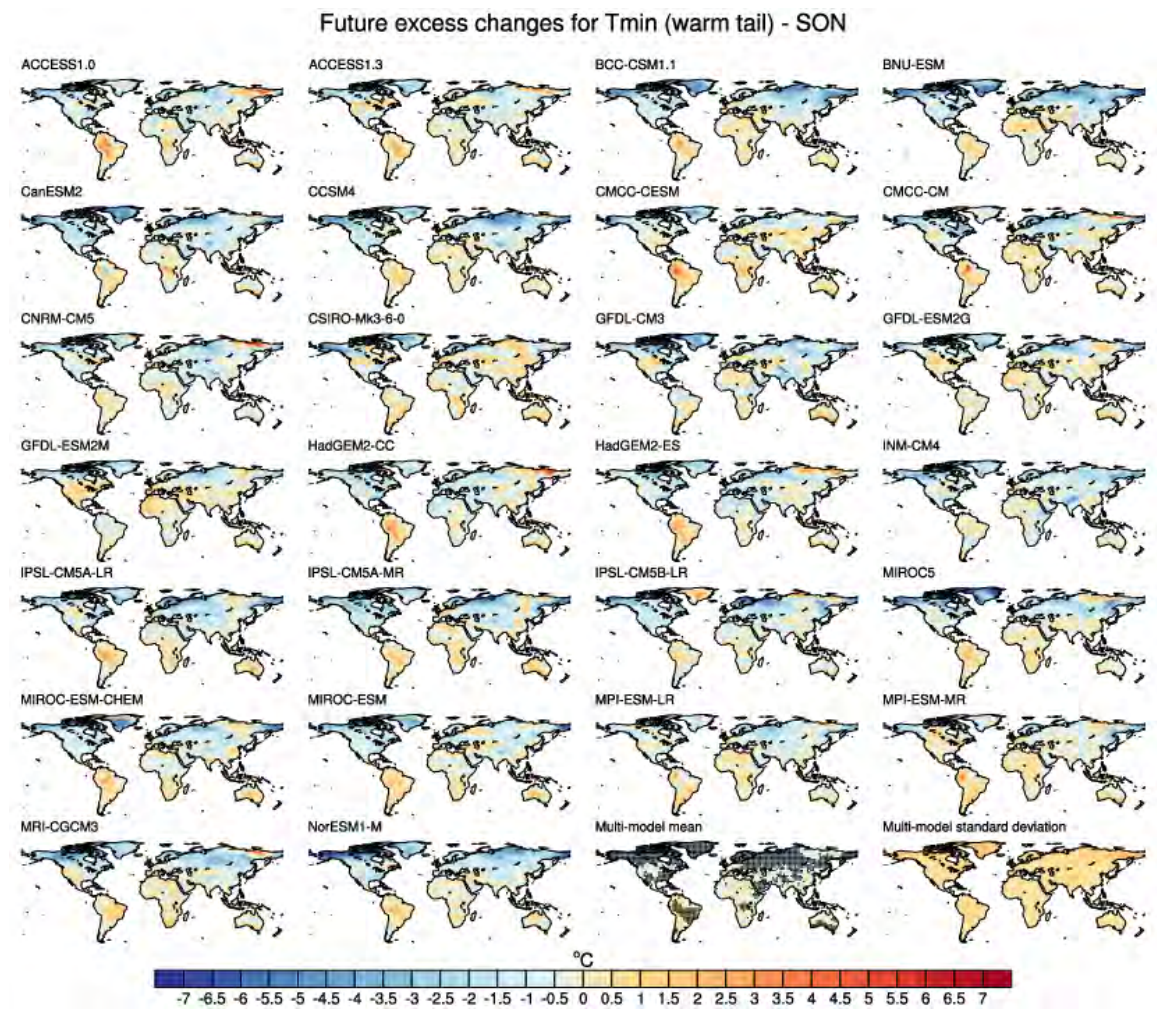 Future excess changes for Tmin (warm tail) - SON
ACCESS1.0 ACCESS1.3 BCC-CSM1.1 BNU-ESM
CanESM2 CCSM4 CMCC-CESM CMCC-CM
CNRM-CM5 CSIRO-Mk3-6-0 GFDL-CM3 GFDL-ESM2G
GFDL-ESM2M HadGEM2-CC HadGEM2-ES INM-CM4
IPSL-CM5A-LR IPSL-CM5A-MR IPSL-CM5B-LR MIROC5
MIROC-ESM-CHEM MIROC-ESM MPI-ESM-LR MPI-ESM-MR
MRI-CGCM3 NorESM1-M Multi-model mean Multi-model standard deviation
ºC
-7 -6.5 -5.5 -5 -4.5 -4 -3.5 -3 -2.5 -2 -1.5 -1 -0.5 0 0.5 1 1.5 2 2.5 3 3.5 4 4.5 5 5.5 6 6.5 7